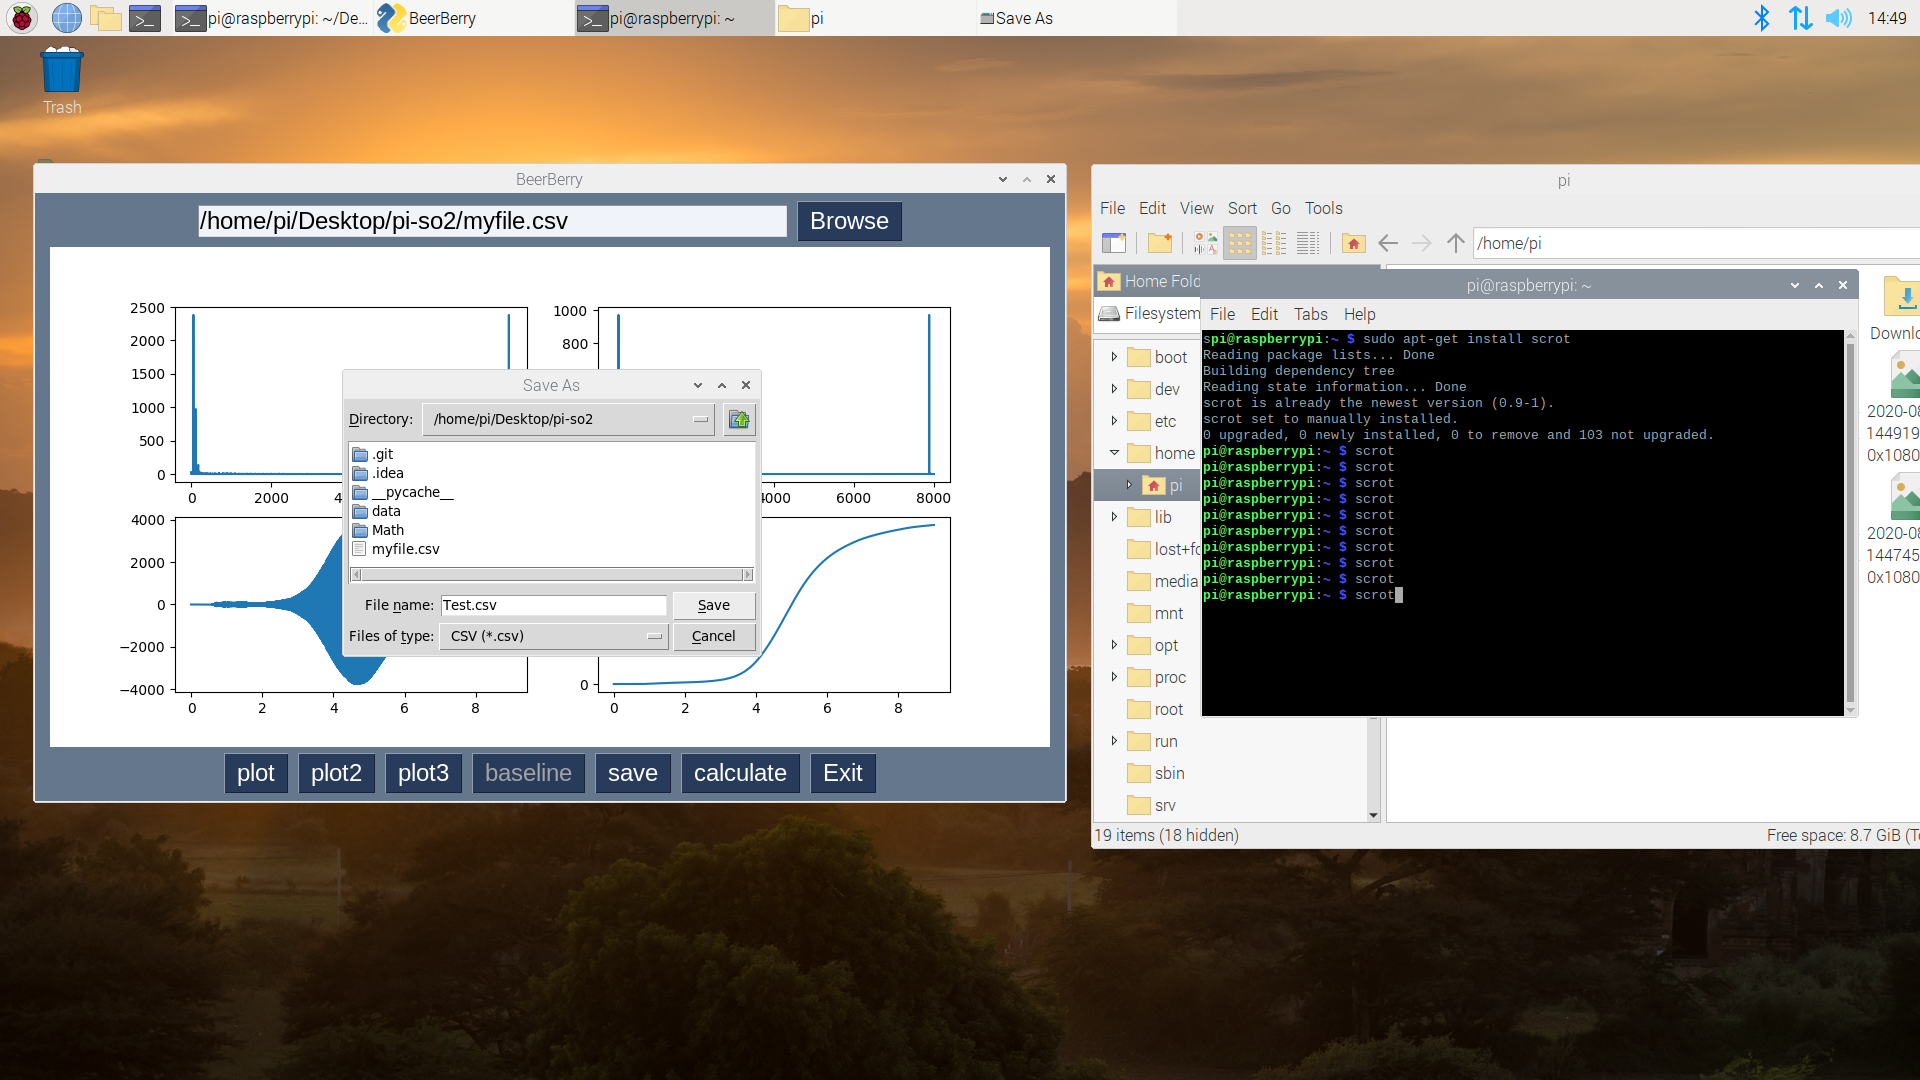 pi@raspberrypi: ~/De...
BeerBerry
pi@raspberrypi: ~
pi
Save As
14:49
Trash
BeerBerry
/home/pi/Desktop/pi-so2/myfile.csv
Browse
2500
2000
1500
1000
500
0
0
2000
1000
800
4000
6000
8000
4000
2000
0
−2000
−4000
0
2
4
6
8
0
0
2
4
6
8
Save As
Directory:
/home/pi/Desktop/pi-so2
.git
.idea
__pycache__
data
Math
myfile.csv
File name:
Test.csv
Save
Files of type:
CSV (*.csv)
Cancel
plot
plot2
plot3
baseline
save
calculate
Exit
pi
File Edit View Sort Go Tools
/home/pi
Home Fold
Filesystem
boot
dev
etc
home
pi
lib
lost+fo
media
mnt
opt
proc
root
run
sbin
srv
Downlo
2020-08
144919
0x1080
2020-08
144745
0x1080
19 items (18 hidden)
Free space: 8.7 GiB (To
pi@raspberrypi: ~
File Edit Tabs Help
spi@raspberrypi:~ $ sudo apt-get install scrot
Reading package lists... Done
Building dependency tree
Reading state information... Done
scrot is already the newest version (0.9-1).
scrot set to manually installed.
0 upgraded, 0 newly installed, 0 to remove and 103 not upgraded.
pi@raspberrypi:~ $ scrot
pi@raspberrypi:~ $ scrot
pi@raspberrypi:~ $ scrot
pi@raspberrypi:~ $ scrot
pi@raspberrypi:~ $ scrot
pi@raspberrypi:~ $ scrot
pi@raspberrypi:~ $ scrot
pi@raspberrypi:~ $ scrot
pi@raspberrypi:~ $ scrot
pi@raspberrypi:~ $ scrot